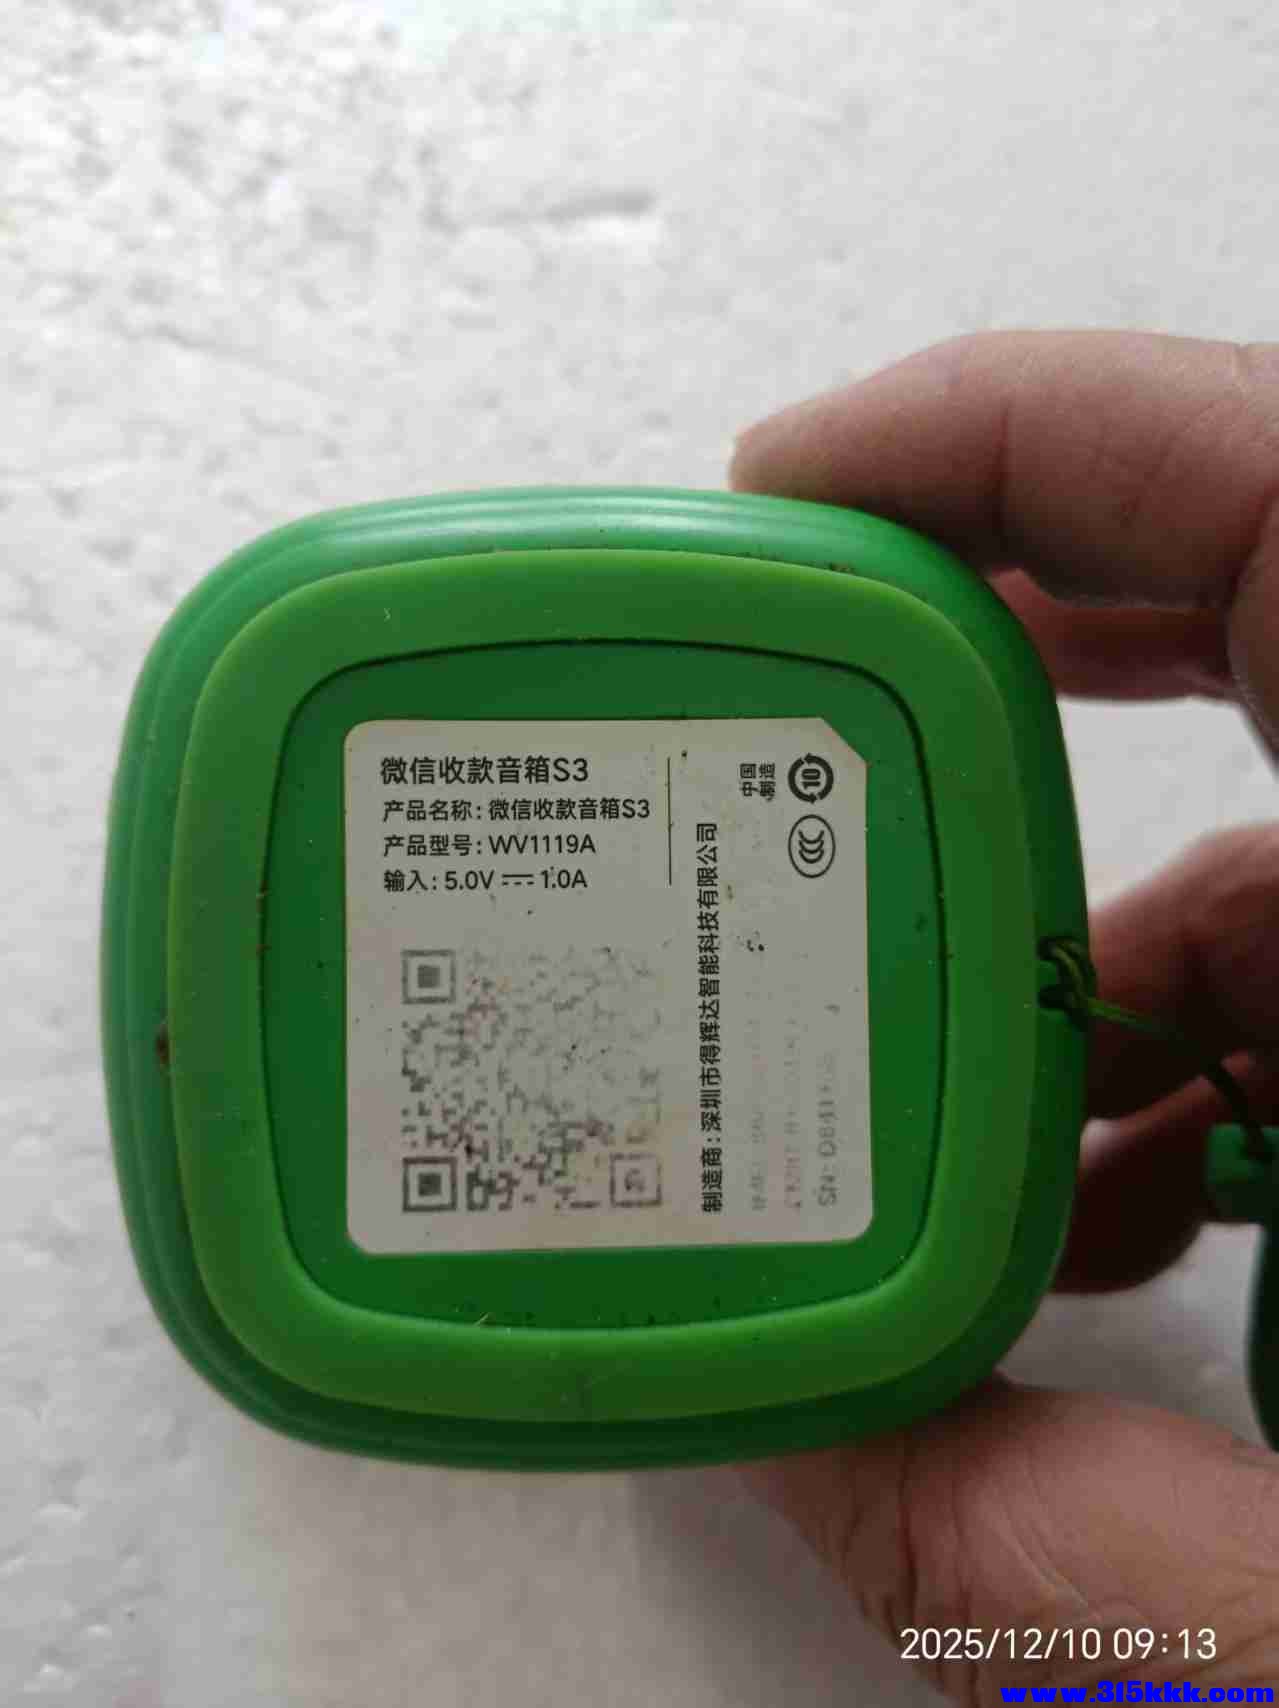 微信收款音箱S3
产品名称:微信收款音箱S3
产品型号:WV1119A
输入:5.0V 1.0A
中国
制造
10
CCC
制造商:深圳市得辉达智能科技有限公司
2025/12/10 09:13
www.315kkk.com